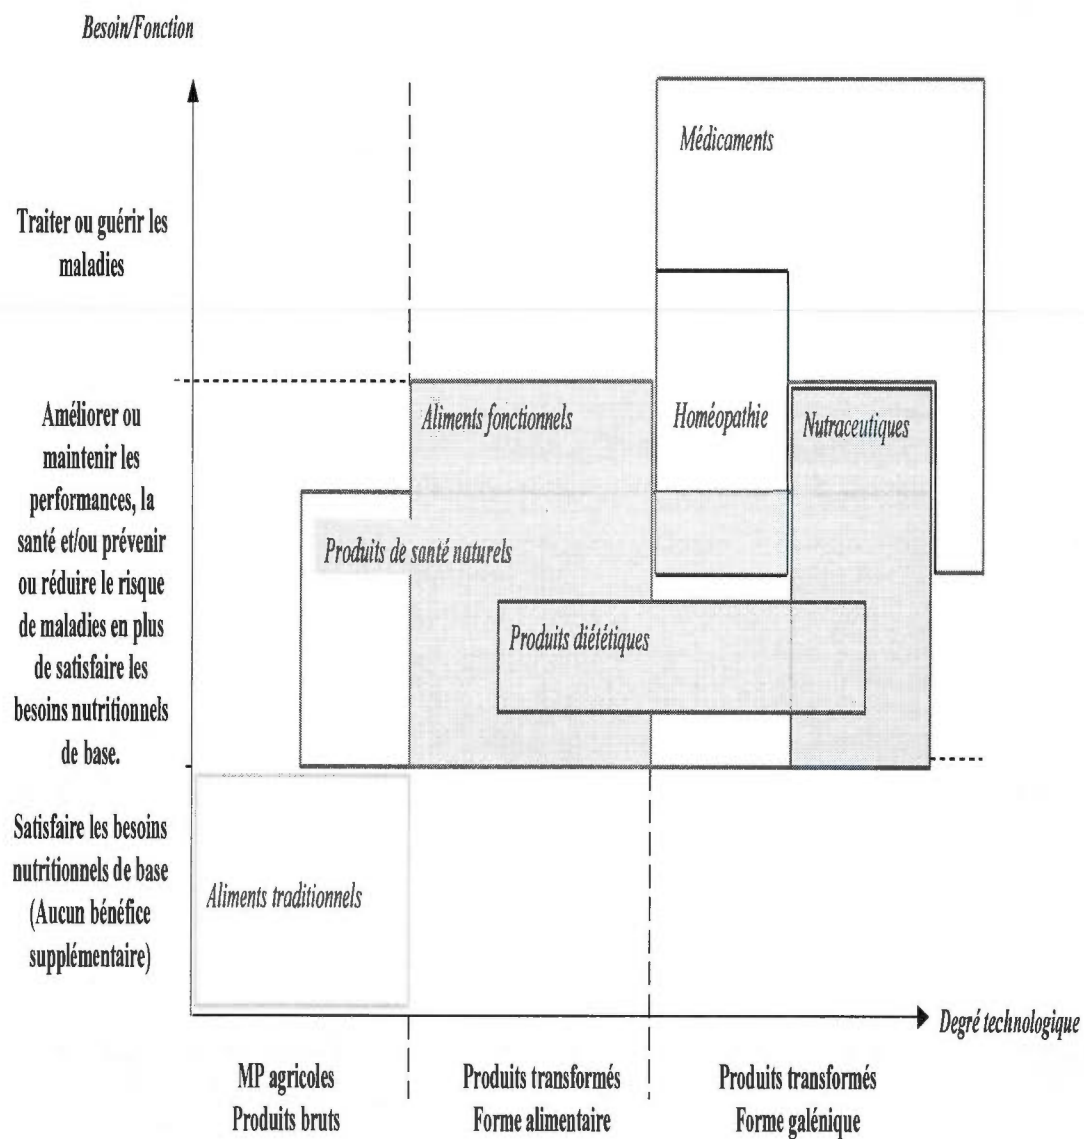 Besoin/Fonction
Médicaments
Traiter ou guérir les
maladies
Améliorer ou
maintenir les
performances, la
santé et/ou prévenir
ou réduire le risque
de maladies en plus
de satisfaire les
besoins nutritionnels
de base.
Aliments fonctionnels
Homéopathie
Nutraceutiques
Produits de santé naturels
Produits diététiques
Satisfaire les besoins
nutritionnels de base
(Aucun bénéfice
supplémentaire)
Aliments traditionnels
Degré technologique
MP agricoles
Produits bruts
Produits transformés
Forme alimentaire
Produits transformés
Forme galénique